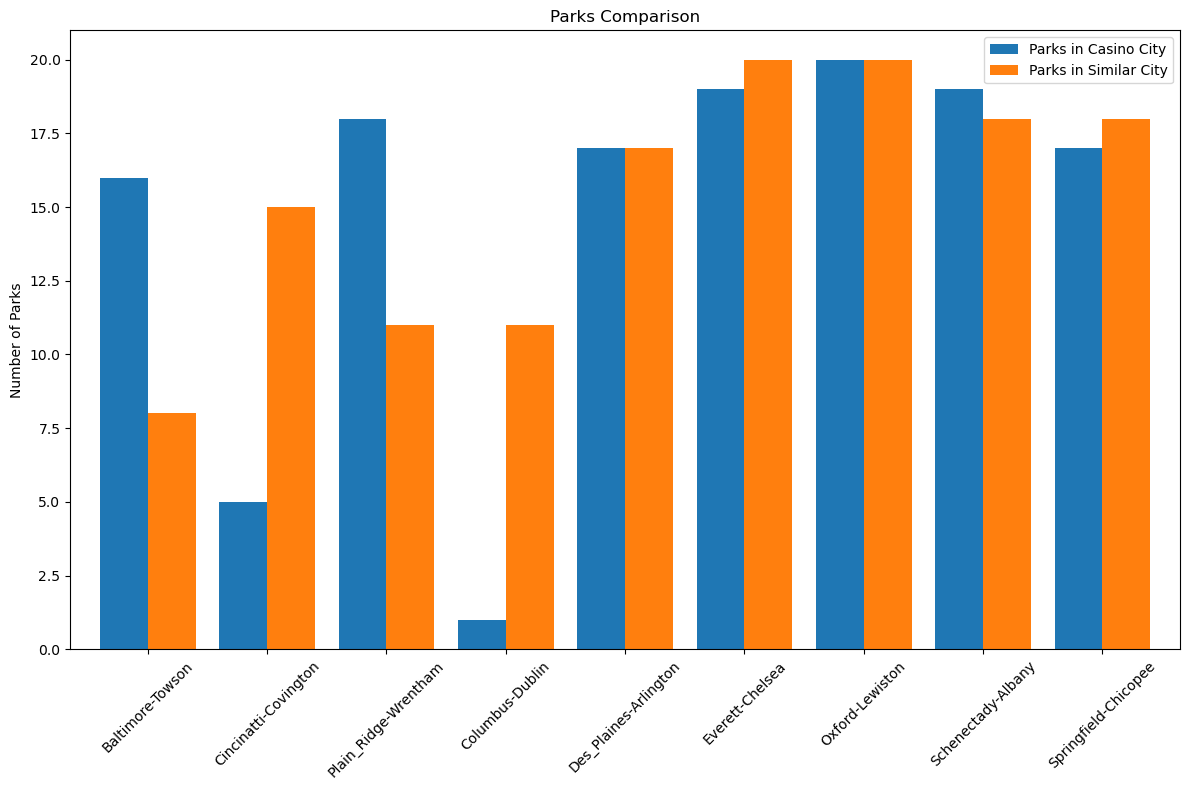 Parks Comparison
Parks in Casino City
Parks in Similar City
Number of Parks
20.0
17.5
15.0
12.5
10.0
7.5
5.0
2.5
0.0
Baltimore-Towson
Cincinatti-Covington
Plain_Ridge-Wrentham
Columbus-Dublin
Des_Plaines-Arlington
Everett-Chelsea
Oxford-Lewiston
Schenectady-Albany
Springfield-Chicopee